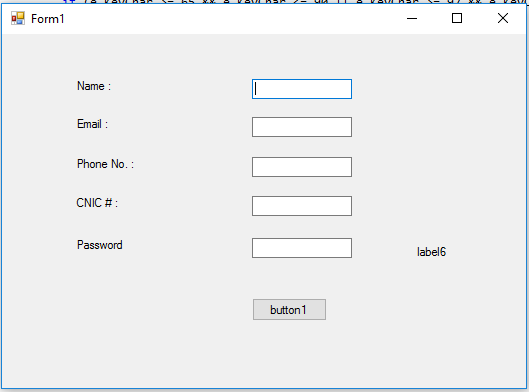 Form1
Name :
Email :
Phone No. :
CNIC # :
Password
label6
button1